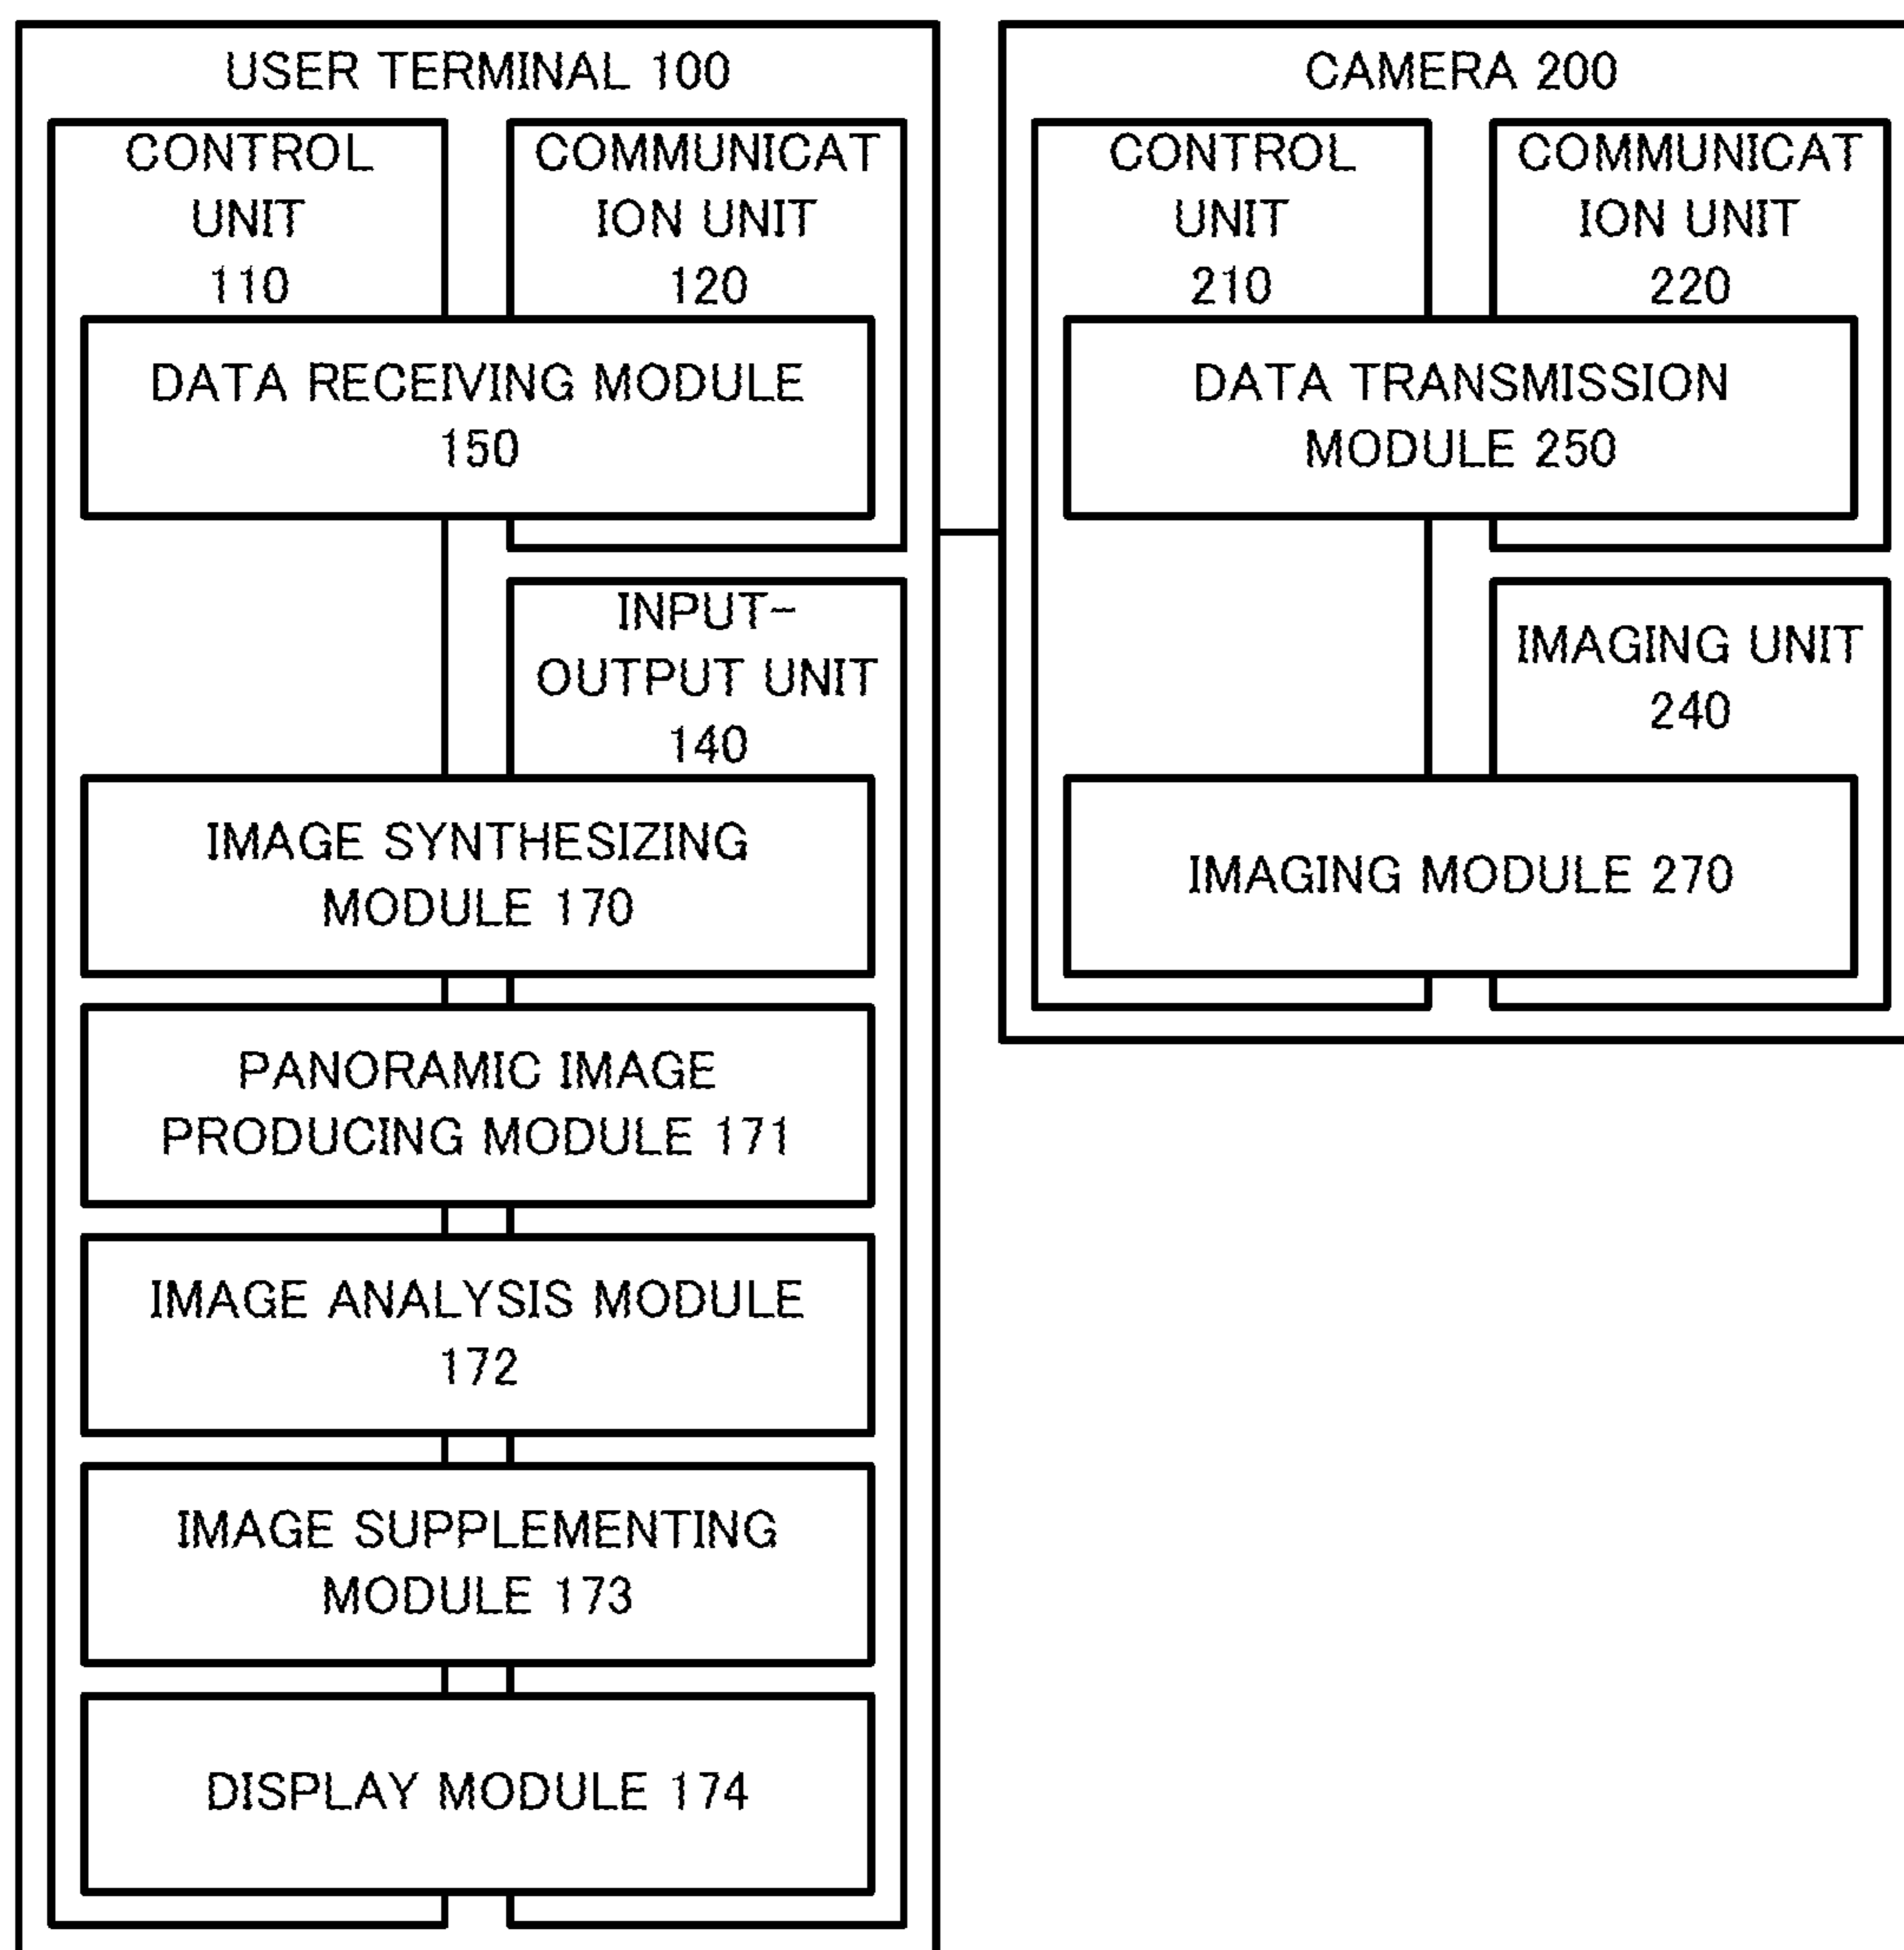 USER TERMINAL 100
CONTROL
UNIT
110
COMMUNICAT
ION UNIT
120
DATA RECEIVING MODULE
150
INPUT-
OUTPUT UNIT
140
IMAGE SYNTHESIZING
MODULE 170
PANORAMIC IMAGE
PRODUCING MODULE 171
IMAGE ANALYSIS MODULE
172
IMAGE SUPPLEMENTING
MODULE 173
DISPLAY MODULE 174
CAMERA 200
CONTROL
UNIT
210
COMMUNICAT
ION UNIT
220
DATA TRANSMISSION
MODULE 250
IMAGING UNIT
240
IMAGING MODULE 270